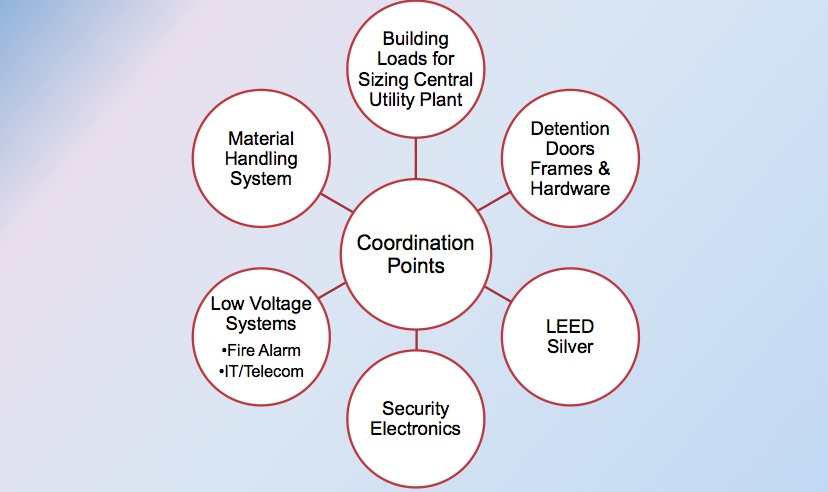 Building
Loads for
Sizing Central
Utility Plant
Detention
Doors
Frames &
Hardware
LEED
Silver
Security
Electronics
Low Voltage
Systems
•Fire Alarm
•IT/Telecom
Material
Handling
System
Coordination
Points